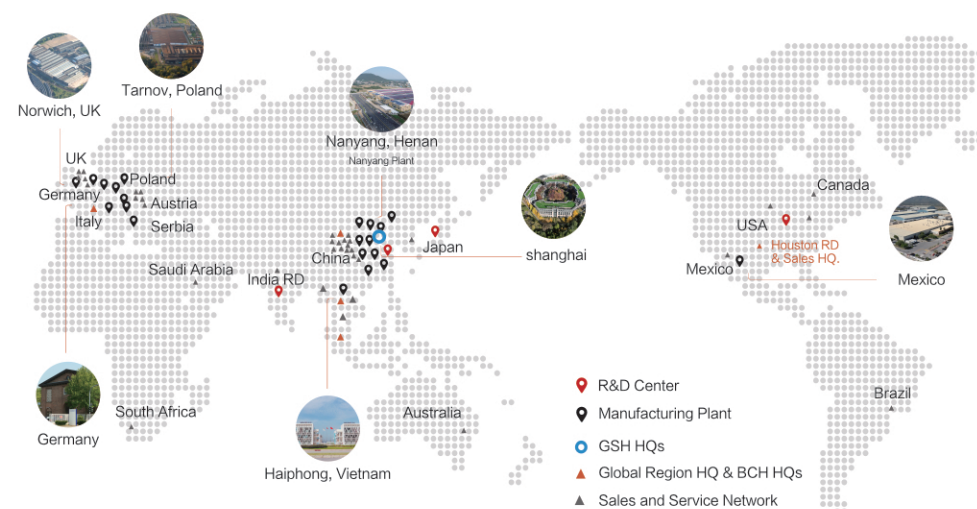 Tarnov, Poland
Norwich, UK
Nanyang, Henan
Nanyang Plant
UK
Poland
Germany
Austria
Italy
Serbia
Canada
USA
Japan
shanghai
China
Houston RD
& Sales HQ.
Mexico
Saudi Arabia
India RD
Mexico
R&D Center
Brazil
South Africa
Australia
Manufacturing Plant
Germany
GSH HQs
Haiphong, Vietnam
Global Region HQ & BCH HQs
Sales and Service Network